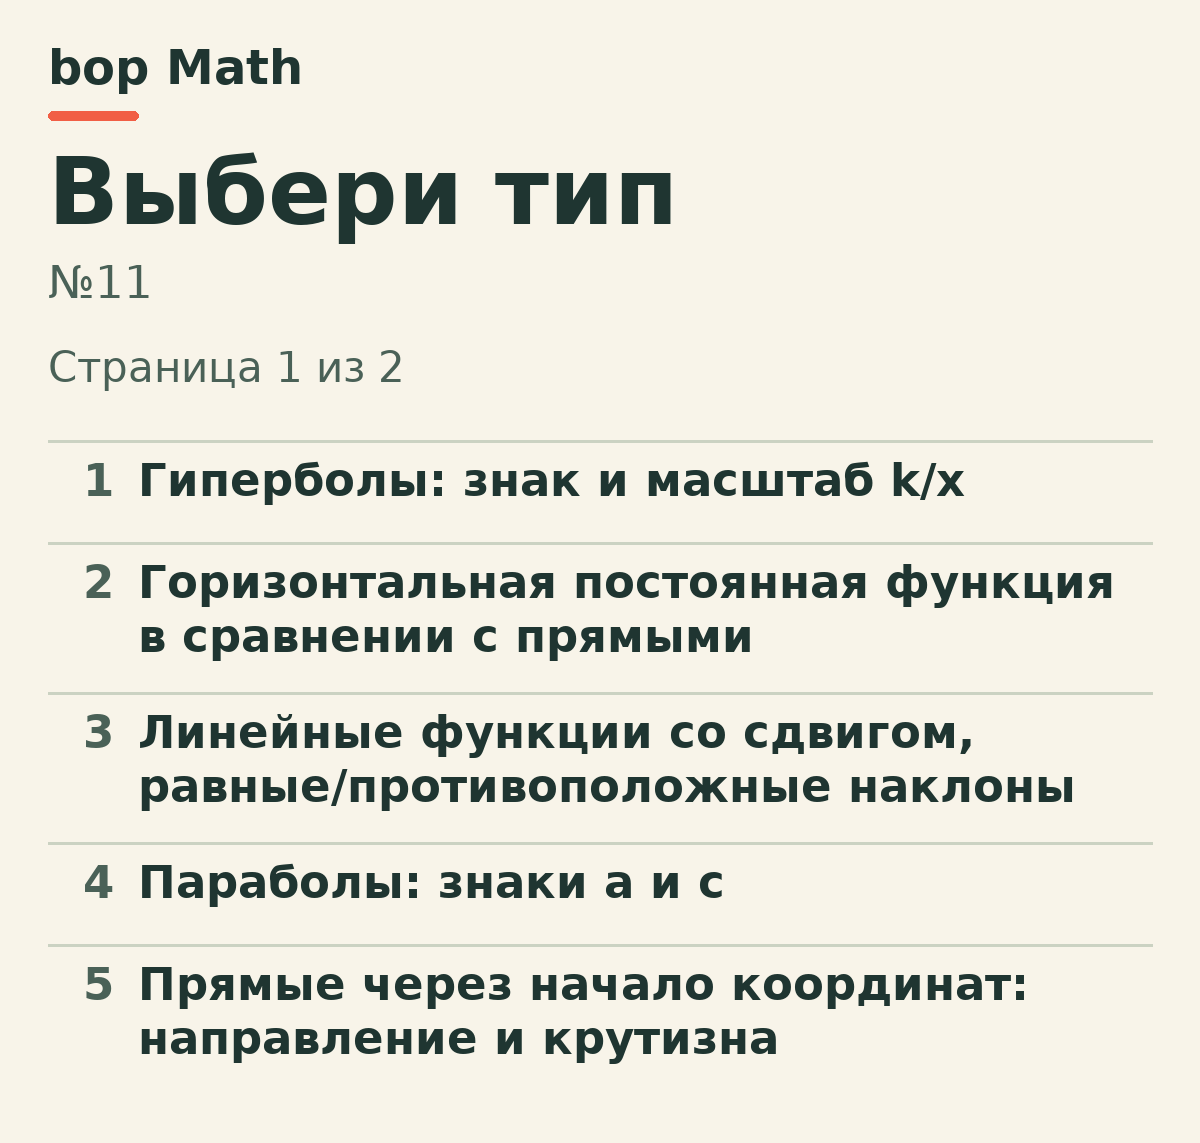 bop Math
Выбери тип
№11
Страница 1 из 2
1 Гиперболы: знак и масштаб k/x
2 Горизонтальная постоянная функция
в сравнении с прямыми
3 Линейные функции со сдвигом,
равные/противоположные наклоны
4 Параболы: знаки a и c
5 Прямые через начало координат:
направление и крутизна